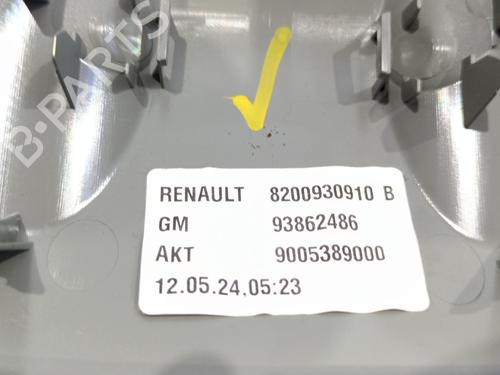 B-PARTS
RENAULT 8200930910 B
GM 93862486
AKT 9005389000
12.05.24.05:23